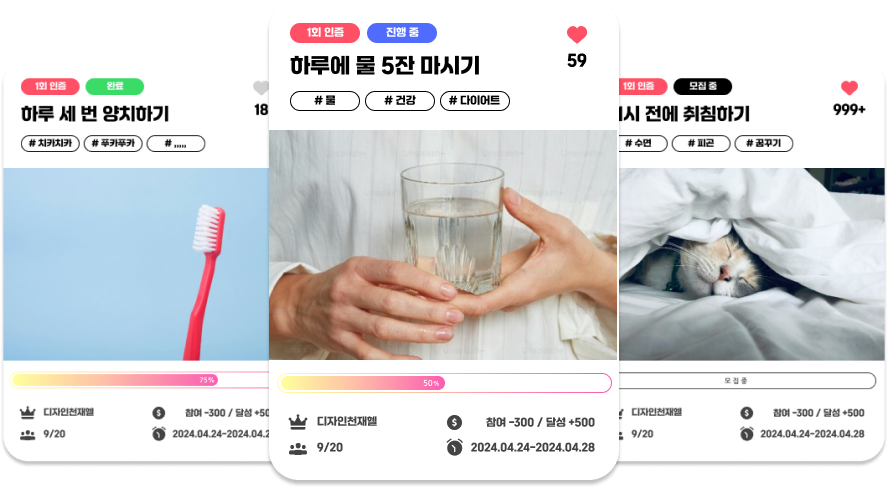 1회 인증 완료
하루 세 번 양치하기
18
# 치카치카 # 푸카푸카 # ,,,,,
75%
디자인천재엘 참여 -300 / 달성 +50
9/20 2024.04.24~2024.04.2
1회 인증 진행 중
하루에 물 5잔 마시기
59
# 물 # 건강 # 다이어트
50%
디자인천재엘 참여 -300 / 달성 +500
9/20 2024.04.24~2024.04.28
1회 인증 모집 중
시 전에 취침하기
999+
# 수면 # 피곤 # 꿈꾸기
모집중
디자인천재엘 참여 -300 / 달성 +500
9/20 2024.04.24~2024.04.28